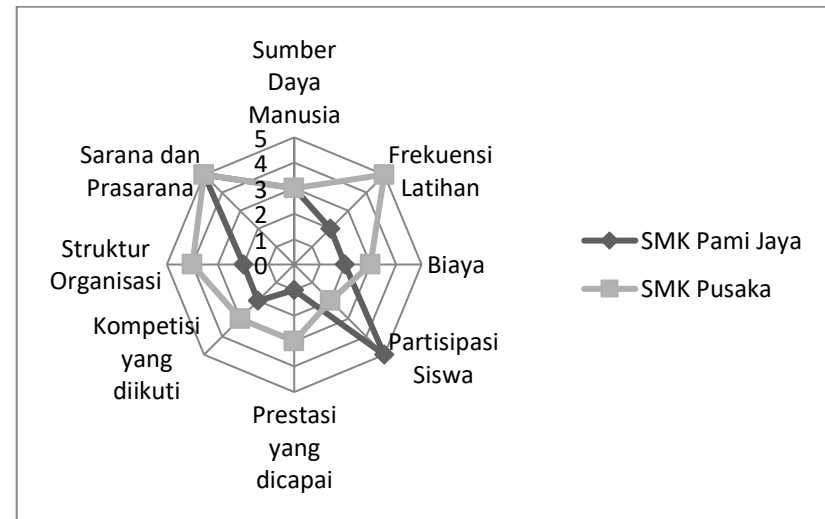 Sumber
Daya
Manusia
Frekuensi
Latihan
Biaya
Partisipasi
Siswa
Prestasi
yang
dicapai
Kompetisi
yang
diikuti
Struktur
Organisasi
Sarana dan
Prasarana
5
4
3
2
1
0
SMK Pami Jaya
SMK Pusaka